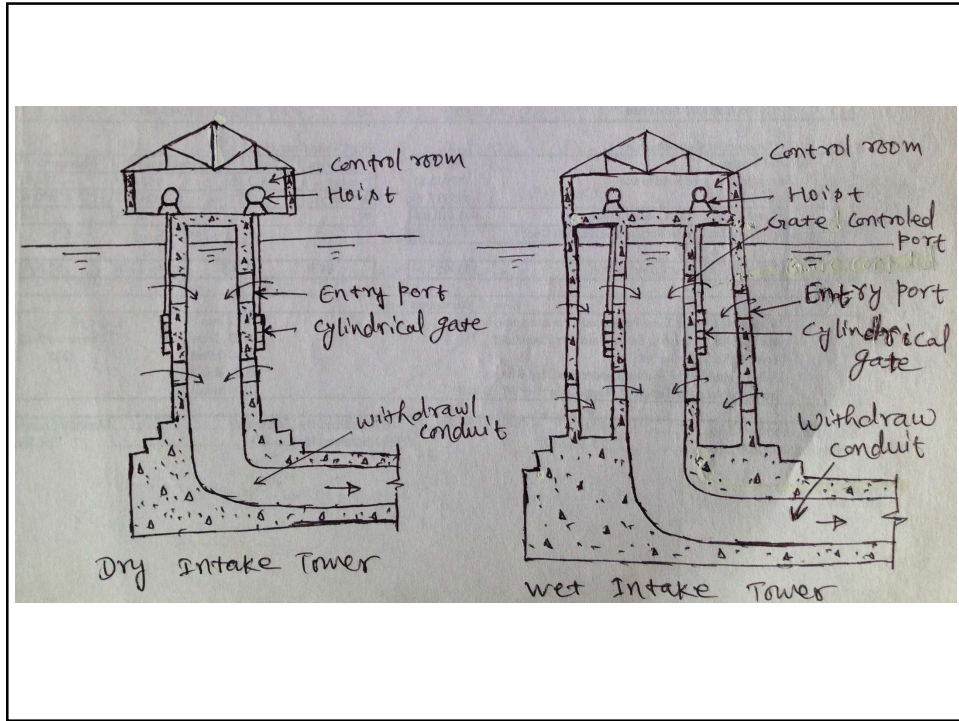 Control room
Hoist
Entry port
Cylindrical gate
withdrawl
conduit
Dry Intake Tower
Control room
Hoist
Gate Controled
port
Entry port
Cylindrical
gate
Withdraw
conduit
Wet Intake Tower